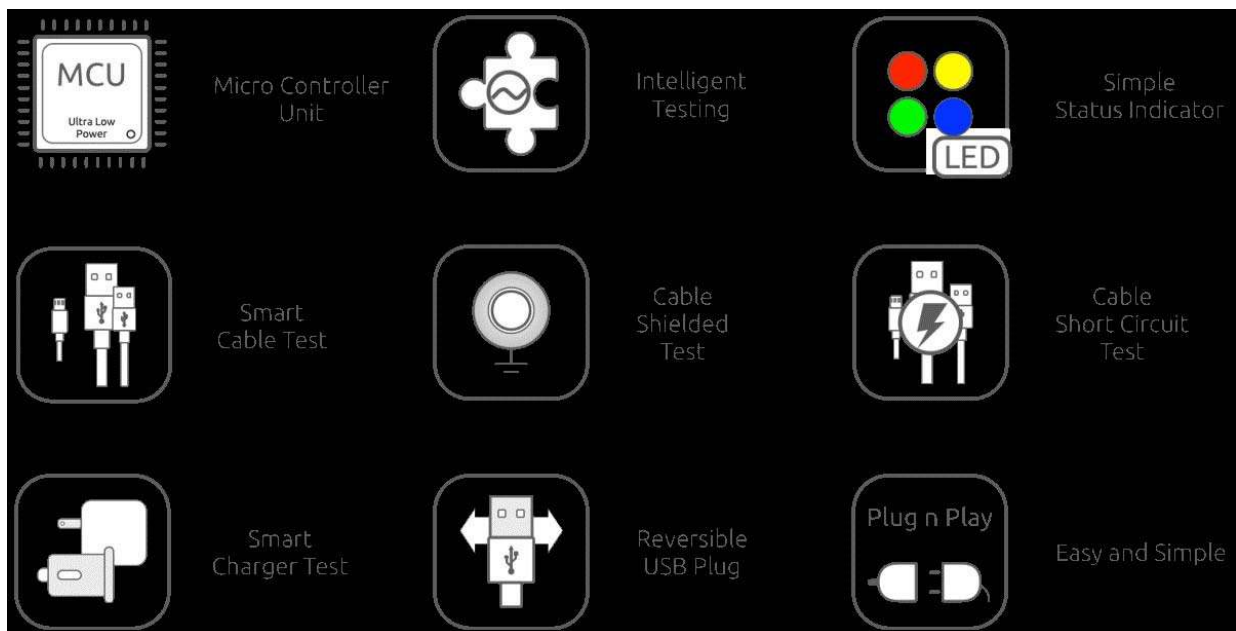 MCU
Ultra Low
Power
Micro Controller
Unit
Intelligent
Testing
LED
Simple
Status Indicator
Smart
Cable Test
Cable
Shielded
Test
Cable
Short Circuit
Test
Smart
Charger Test
Reversible
USB Plug
Plug n Play
Easy and Simple